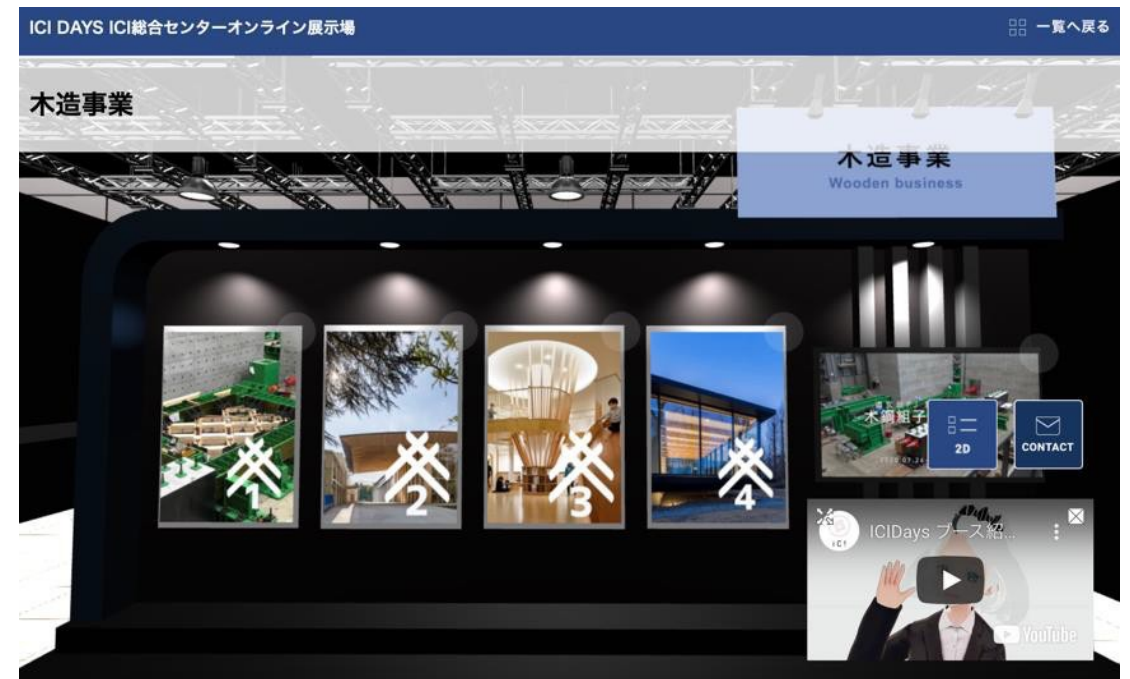 ICI DAYS ICI総合センターオンライン展示場
一覧へ戻る
木造事業
木造事業
Wooden business
1
2
3
4
木鋼組子
2D
CONTACT
ICI
ICIDays ブース紹...
YouTube